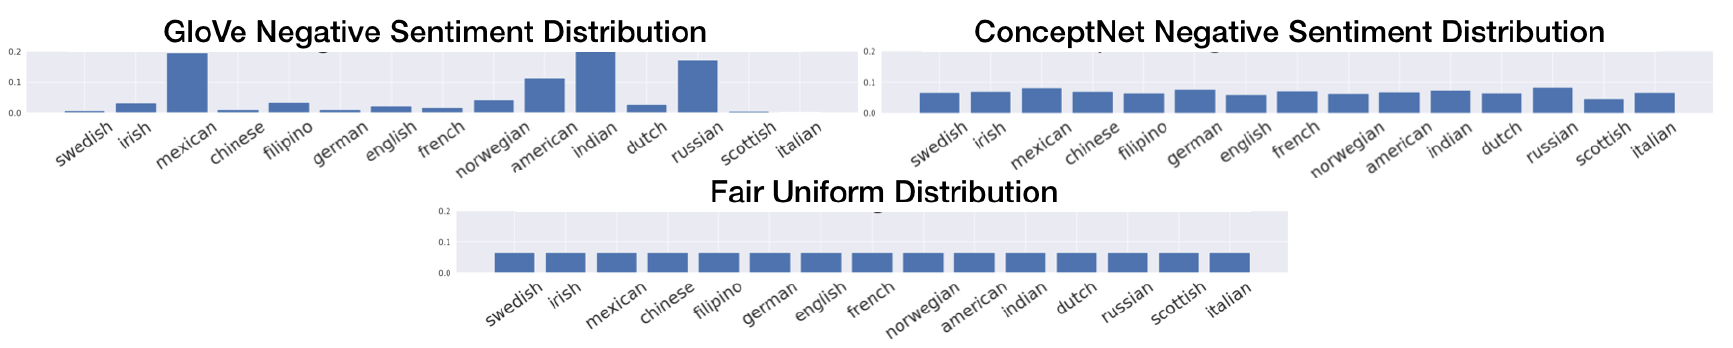 GloVe Negative Sentiment Distribution
0.2
0.1
0.0
swedish irish mexican chinese filipino german english french norwegian american indian dutch russian scottish italian
ConceptNet Negative Sentiment Distribution
0.2
0.1
0.0
swedish irish mexican chinese filipino german english french norwegian american indian dutch russian scottish italian
Fair Uniform Distribution
0.2
0.1
0.0
swedish irish mexican chinese filipino german english french norwegian american indian dutch russian scottish italian